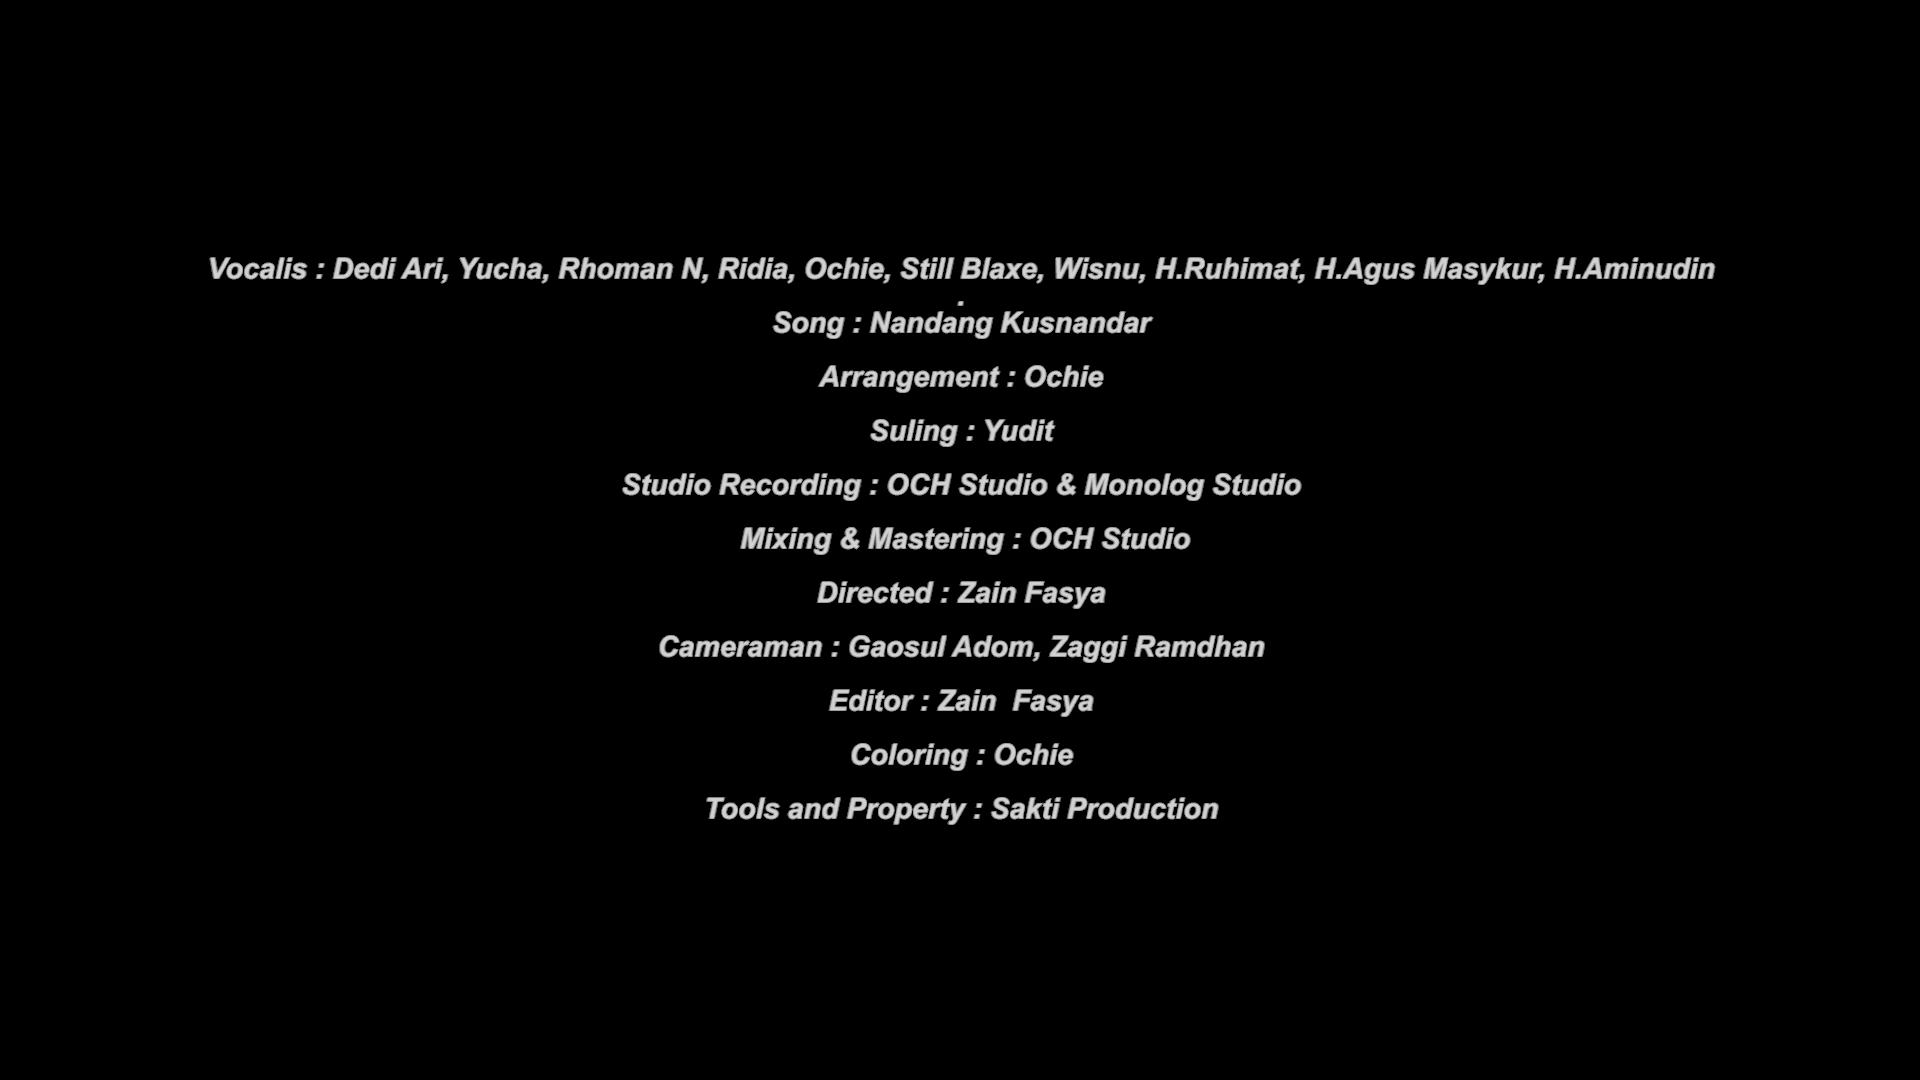 Vocalis : Dedi Ari, Yucha, Rhoman N, Ridia, Ochie, Still Blaxe, Wisnu, H.Ruhimat, H.Agus Masykur, H.Aminudin
.
Song : Nandang Kusnandar
Arrangement : Ochie
Suling : Yudit
Studio Recording : OCH Studio & Monolog Studio
Mixing & Mastering : OCH Studio
Directed : Zain Fasya
Cameraman : Gaosul Adom, Zaggi Ramdhan
Editor : Zain  Fasya
Coloring : Ochie
Tools and Property : Sakti Production